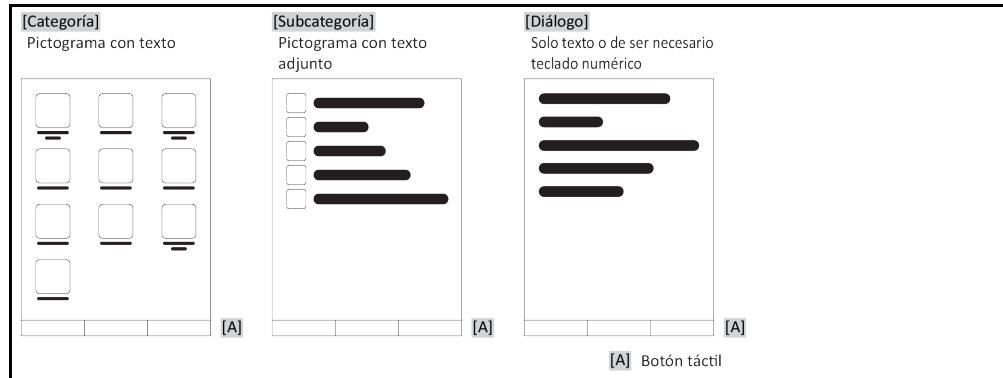 [Categoría]
Pictograma con texto
[Subcategoría]
Pictograma con texto
adjunto
[Diálogo]
Solo texto o de ser necesario
teclado numérico
[A]
[A]
[A]
[A] Botón táctil